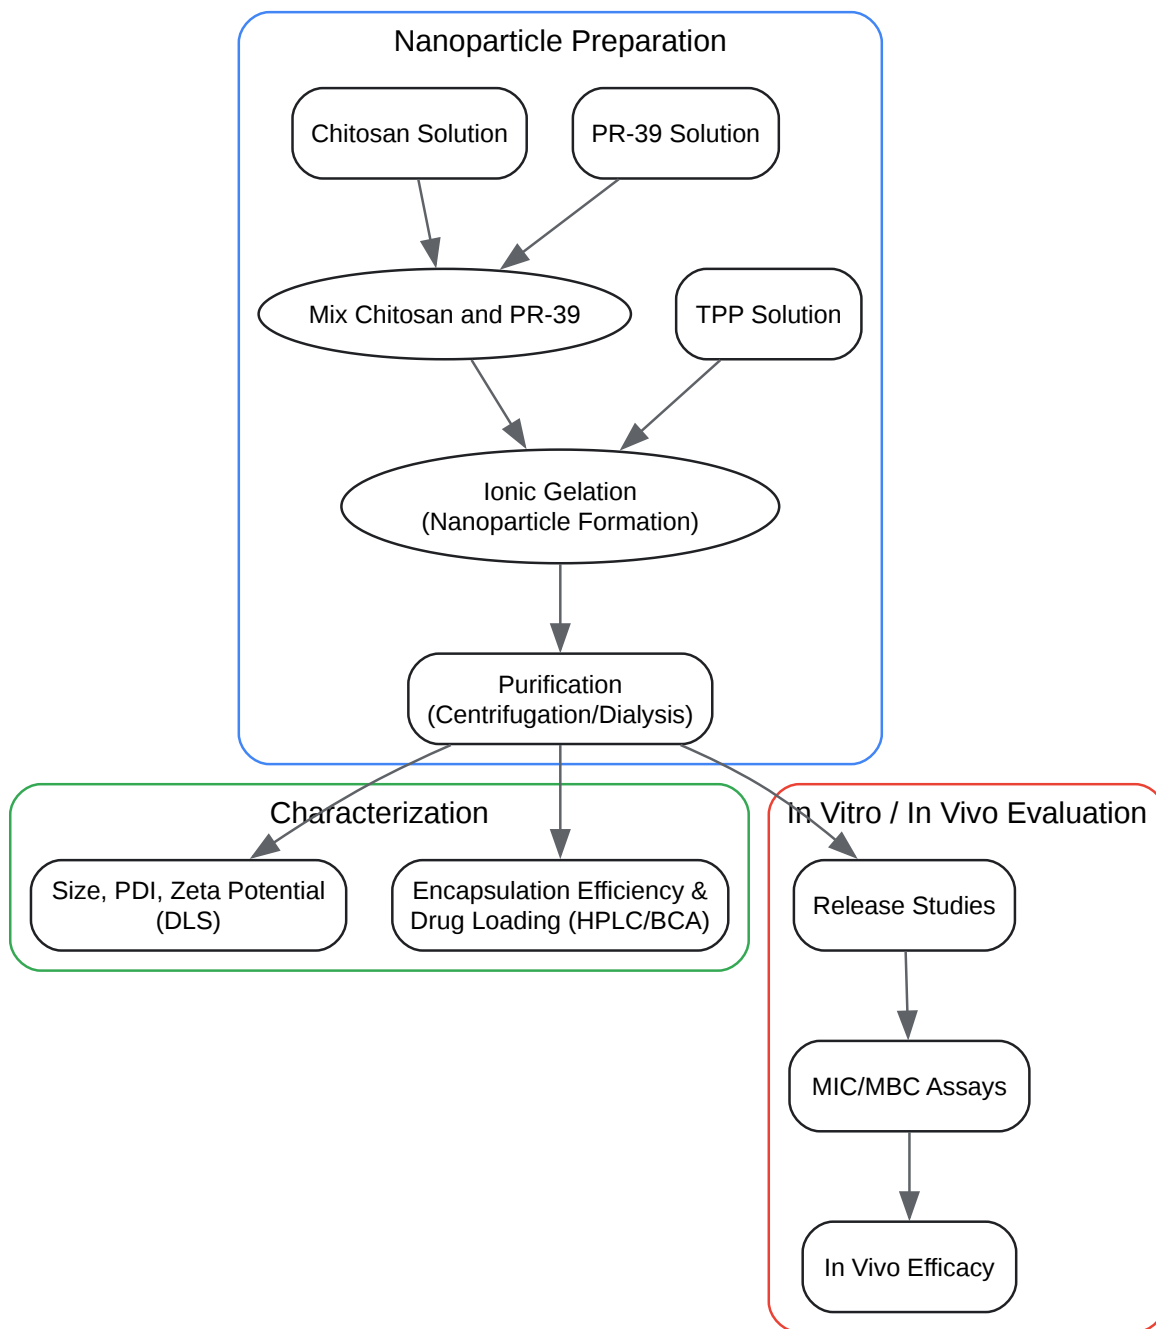 Nanoparticle Preparation
Chitosan Solution
PR-39 Solution
Mix Chitosan and PR-39
TPP Solution
Ionic Gelation
(Nanoparticle Formation)
Purification
(Centrifugation/Dialysis)
Characterization
Size, PDI, Zeta Potential
(DLS)
Encapsulation Efficiency &
Drug Loading (HPLC/BCA)
In Vitro / In Vivo Evaluation
Release Studies
MIC/MBC Assays
In Vivo Efficacy